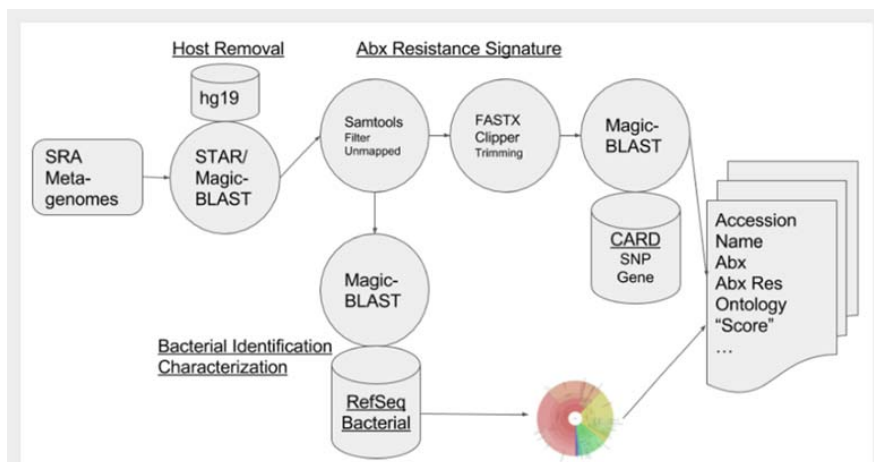 Host Removal
Abx Resistance Signature
hg19
SRA
Meta-
genomes
STAR/
Magic-
BLAST
Samtools
Filter
Unmapped
FASTX
Clipper
Trimming
Magic-
BLAST
CARD
SNP
Gene
Accession
Name
Abx
Abx Res
Ontology
“Score”
...
Magic-
BLAST
Bacterial Identification
Characterization
RefSeq
Bacterial